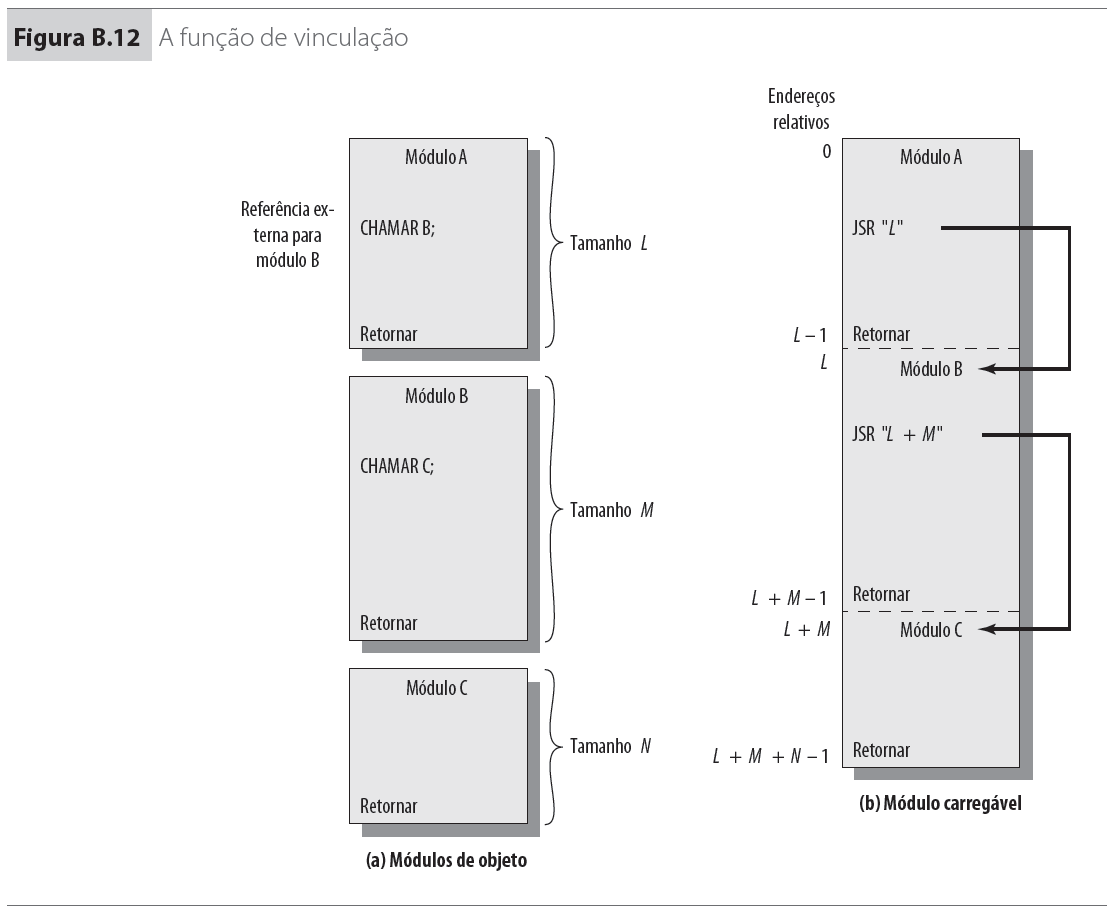 Figura B.12 A função de vinculação
Referência ex-
terna para
módulo B
Módulo A
CHAMAR B;
Retornar
Tamanho L
Módulo B
CHAMAR C;
Retornar
Tamanho M
Módulo C
Retornar
Tamanho N
(a) Módulos de objeto
Endereços
relativos
0
Módulo A
JSR "L"
L – 1
Retornar
L
Módulo B
JSR "L + M"
L + M – 1
Retornar
L + M
Módulo C
L + M + N – 1
Retornar
(b) Módulo carregável